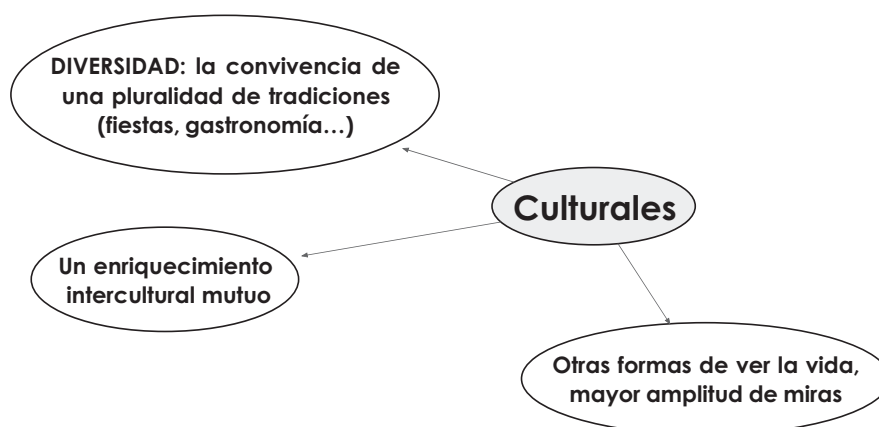 DIVERSIDAD: la convivencia de
una pluralidad de tradiciones
(fiestas, gastronomía…)
Culturales
Un enriquecimiento
intercultural mutuo
Otras formas de ver la vida,
mayor amplitud de miras